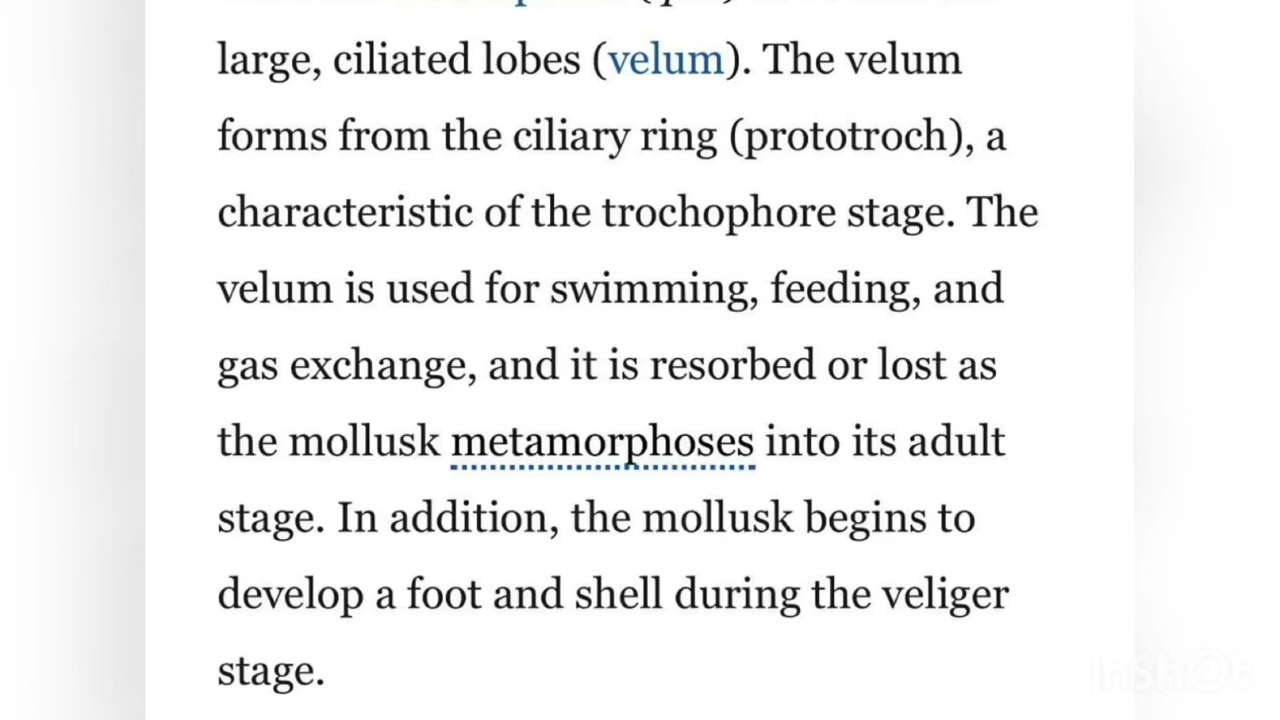 large, ciliated lobes (velum). The velum
forms from the ciliary ring (prototroch), a
characteristic of the trochophore stage. The
velum is used for swimming, feeding, and
gas exchange, and it is resorbed or lost as
the mollusk metamorphoses into its adult
stage. In addition, the mollusk begins to
develop a foot and shell during the veliger
stage.
InShOt